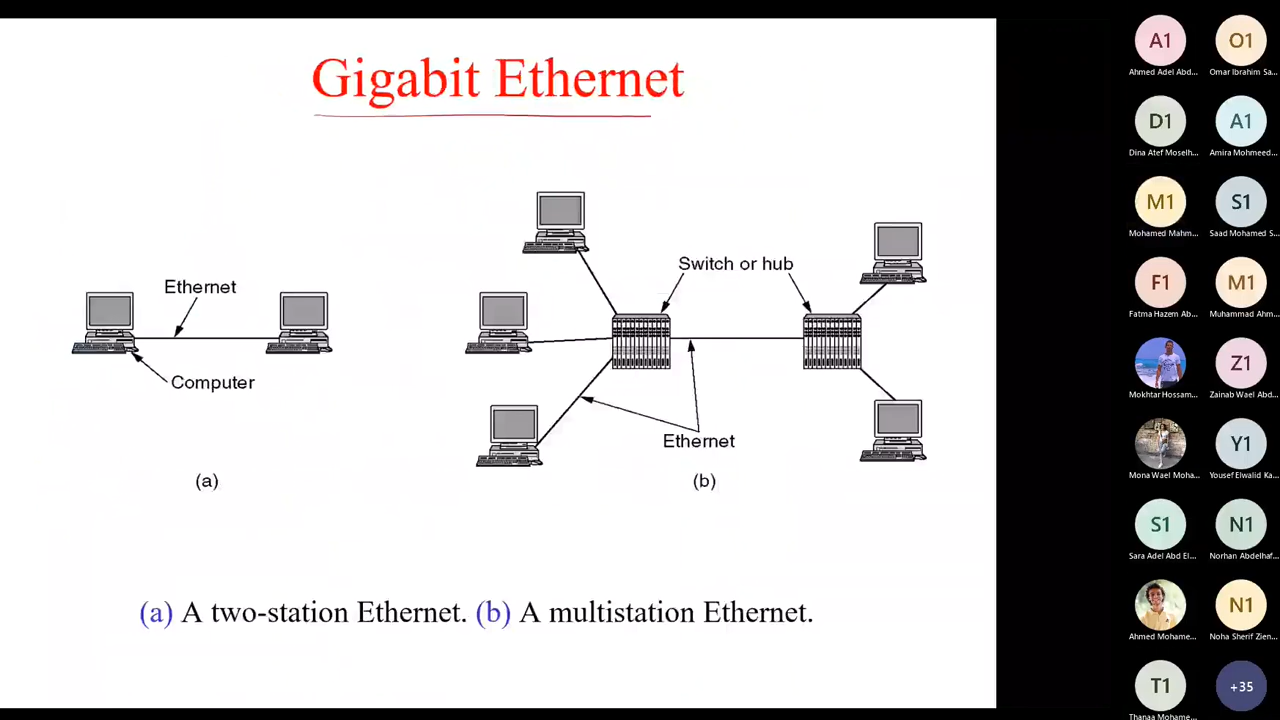 Gigabit Ethernet
Ethernet
Computer
(a)
Switch or hub
Ethernet
(b)
(a) A two-station Ethernet. (b) A multistation Ethernet.
A1
Ahmed Adel Abd...
O1
Omar Ibrahim Sa...
D1
Dina Atef Moselh...
A1
Amira Mohmeed...
M1
Mohamed Mahm...
S1
Saad Mohamed S...
F1
Fatma Hazem Ab...
M1
Muhammad Ahm...
Mokhtar Hossam...
Z1
Zainab Wael Abd...
Mona Wael Moha...
Y1
Yousef Elwalid Ka...
S1
Sara Adel Abd El...
N1
Norhan Abdelhaf...
Ahmed Mohame...
N1
Noha Sherif Zien...
T1
Thanaa Mohame...
+35